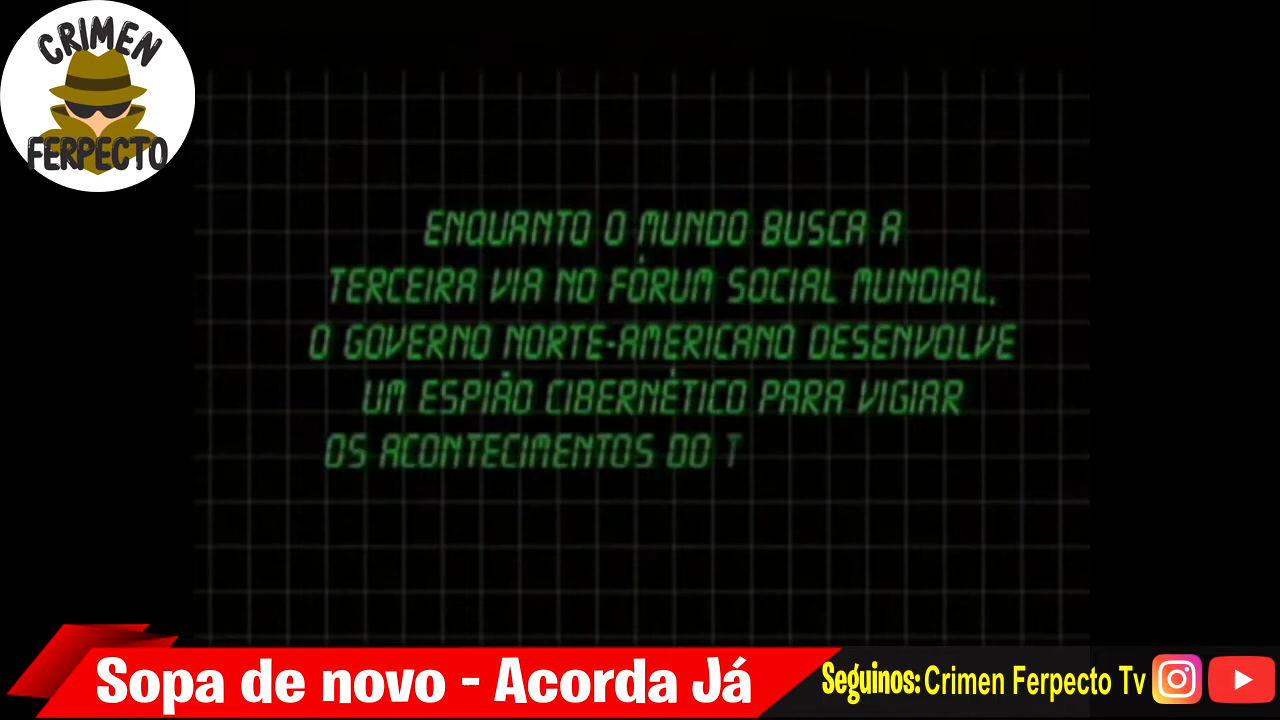 CRIMEN
FERPECTO
ENQUANTO O MUNDO BUSCA A
TERCEIRA VIA NO FÓRUM SOCIAL MUNDIAL,
O GOVERNO NORTE-AMERICANO DESENVOLVE
UM ESPIÃO CIBERNÉTICO PARA VIGIAR
OS ACONTECIMENTOS DO T
Sopa de novo - Acorda Já
Seguinos: Crimen Ferpecto Tv